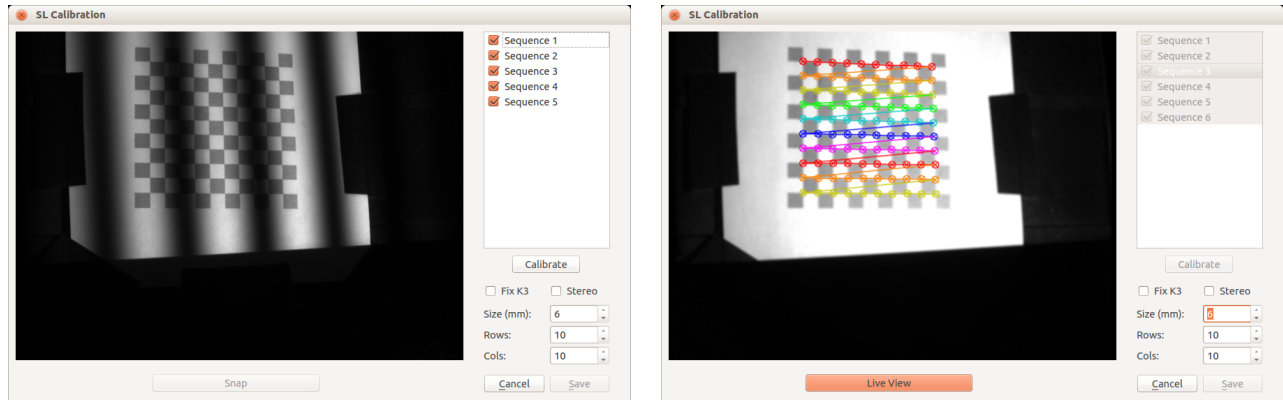 SL Calibration
Sequence 1
Sequence 2
Sequence 3
Sequence 4
Sequence 5
Calibrate
Fix K3 Stereo
Size (mm): 6
Rows: 10
Cols: 10
Snap
Cancel Save
SL Calibration
Sequence 1
Sequence 2
Sequence 3
Sequence 4
Sequence 5
Sequence 6
Calibrate
Fix K3 Stereo
Size (mm): 6
Rows: 10
Cols: 10
Live View
Cancel Save